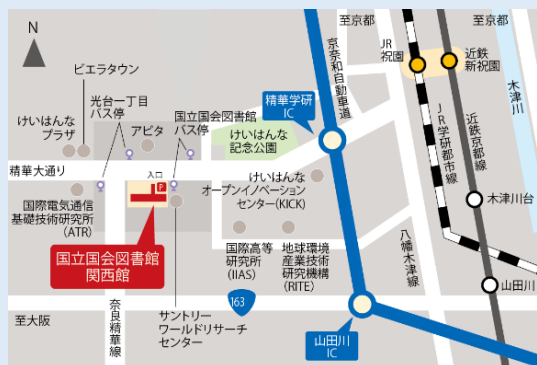 至京都
至京都
N
京奈和自動車道
JR
祝園
近鉄
新祝園
ビエラタウン
光台一丁目
バス停
国立国会図書館
バス停
精華学研
IC
木津川
けいはんな
プラザ
アピタ
けいはんな
記念公園
JR学研都市線
近鉄京都線
精華大通り
入口
P
けいはんな
オープンイノベーション
センター(KICK)
木津川台
国際電気通信
基礎技術研究所
(ATR)
国立国会図書館
関西館
国際高等
研究所
(IIAS)
地球環境
産業技術
研究機構
(RITE)
八幡木津線
山田川
163
至大阪
奈良精華線
サントリー
ワールドリサーチ
センター
山田川
IC